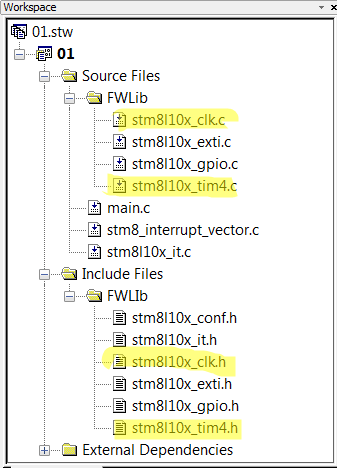 Workspace
01.stw
01
Source Files
FWLib
stm8l10x_clk.c
stm8l10x_exti.c
stm8l10x_gpio.c
stm8l10x_tim4.c
main.c
stm8_interrupt_vector.c
stm8l10x_it.c
Include Files
FWLIb
stm8l10x_conf.h
stm8l10x_it.h
stm8l10x_clk.h
stm8l10x_exti.h
stm8l10x_gpio.h
stm8l10x_tim4.h
External Dependencies